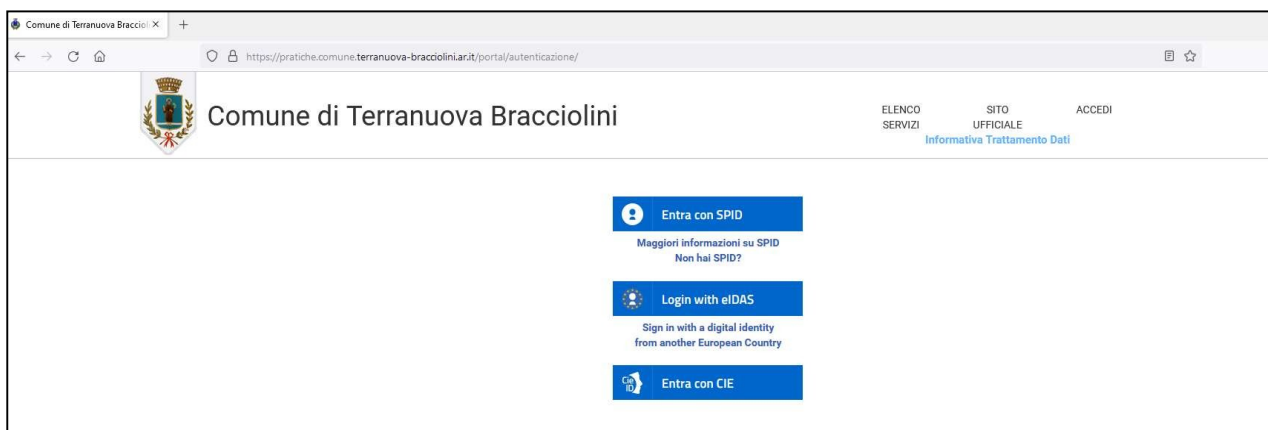 Comune di Terranuova Bracciol
https://pratiche.comune.terranuova-bracciolini.ar.it/portal/autenticazione/
Comune di Terranuova Bracciolini
ELENCO SERVIZI
SITO UFFICIALE
ACCEDI
Informativa Trattamento Dati
Entra con SPID
Maggiori informazioni su SPID
Non hai SPID?
Login with eIDAS
Sign in with a digital identity
from another European Country
CIE ID
Entra con CIE